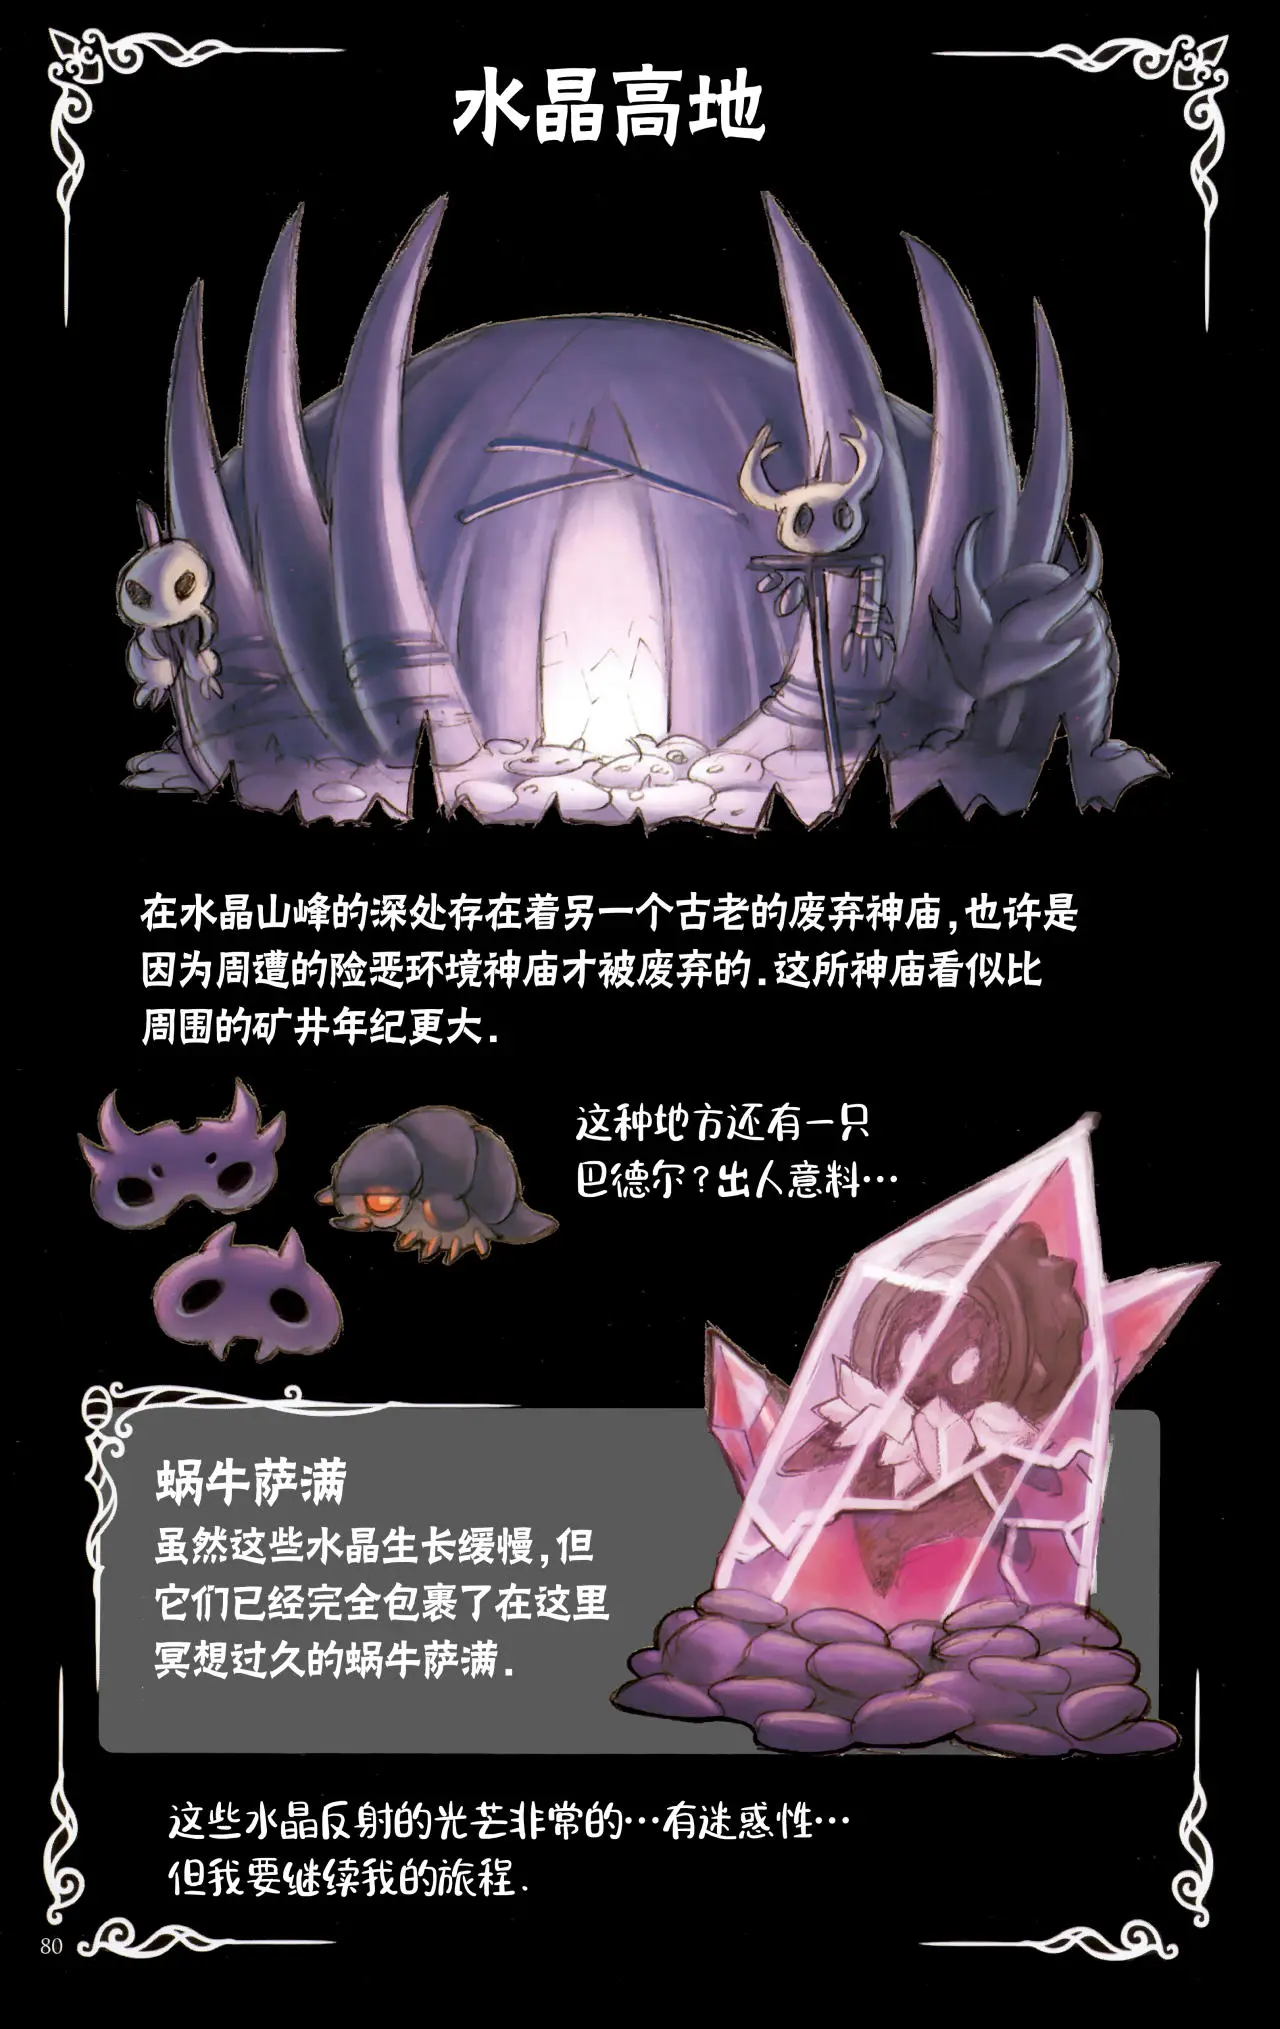 水晶高地
在水晶山峰的深处存在着另一个古老的废弃神庙,也许是
因为周遭的险恶环境神庙才被废弃的.这所神庙看似比
周围的矿井年纪更大.
这种地方还有一只
巴德尔?出人意料…
蜗牛萨满
虽然这些水晶生长缓慢,但
它们已经完全包裹了在这里
冥想过久的蜗牛萨满.
这些水晶反射的光芒非常的…有迷惑性…
但我要继续我的旅程.
80